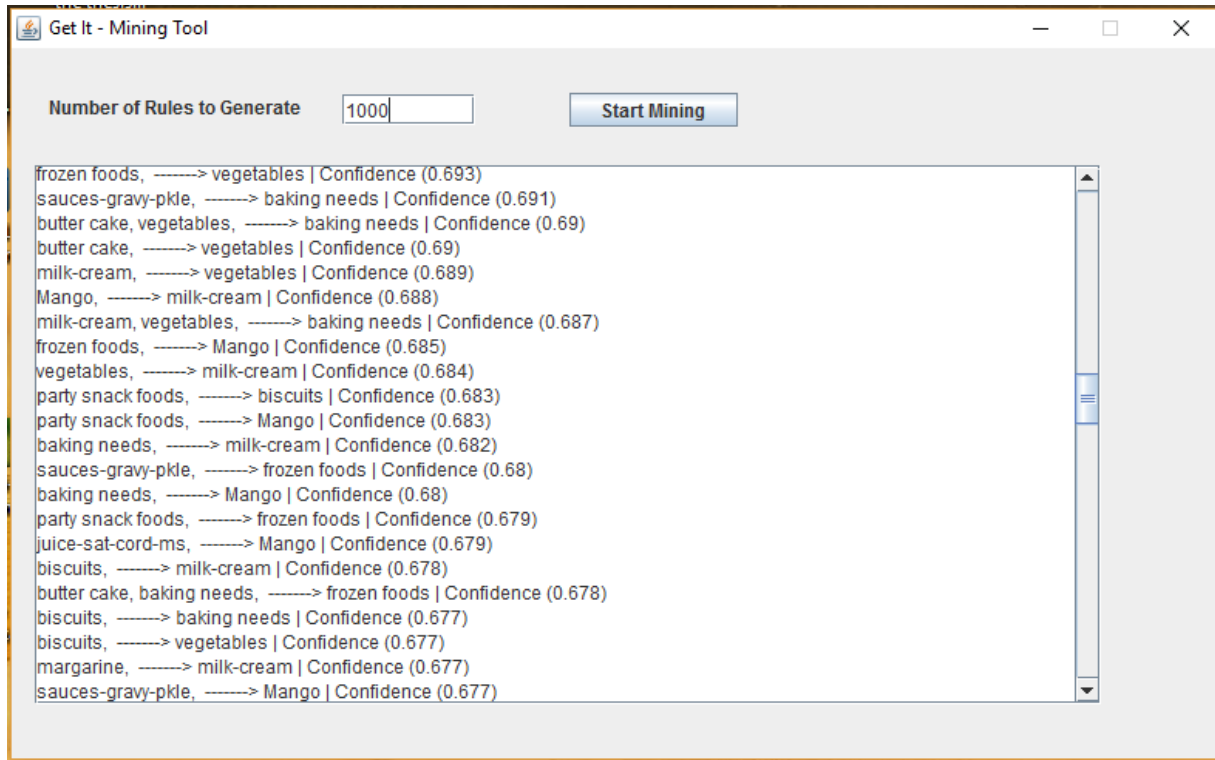 Get It - Mining Tool
Number of Rules to Generate 1000 Start Mining
frozen foods, -------> vegetables | Confidence (0.693)
sauces-gravy-pkle, -------> baking needs | Confidence (0.691)
butter cake, vegetables, -------> baking needs | Confidence (0.69)
butter cake, -------> vegetables | Confidence (0.69)
milk-cream, -------> vegetables | Confidence (0.689)
Mango, -------> milk-cream | Confidence (0.688)
milk-cream, vegetables, -------> baking needs | Confidence (0.687)
frozen foods, -------> Mango | Confidence (0.685)
vegetables, -------> milk-cream | Confidence (0.684)
party snack foods, -------> biscuits | Confidence (0.683)
party snack foods, -------> Mango | Confidence (0.683)
baking needs, -------> milk-cream | Confidence (0.682)
sauces-gravy-pkle, -------> frozen foods | Confidence (0.68)
baking needs, -------> Mango | Confidence (0.68)
party snack foods, -------> frozen foods | Confidence (0.679)
juice-sat-cord-ms, -------> Mango | Confidence (0.679)
biscuits, -------> milk-cream | Confidence (0.678)
butter cake, baking needs, -------> frozen foods | Confidence (0.678)
biscuits, -------> baking needs | Confidence (0.677)
biscuits, -------> vegetables | Confidence (0.677)
margarine, -------> milk-cream | Confidence (0.677)
sauces-gravy-pkle, -------> Mango | Confidence (0.677)